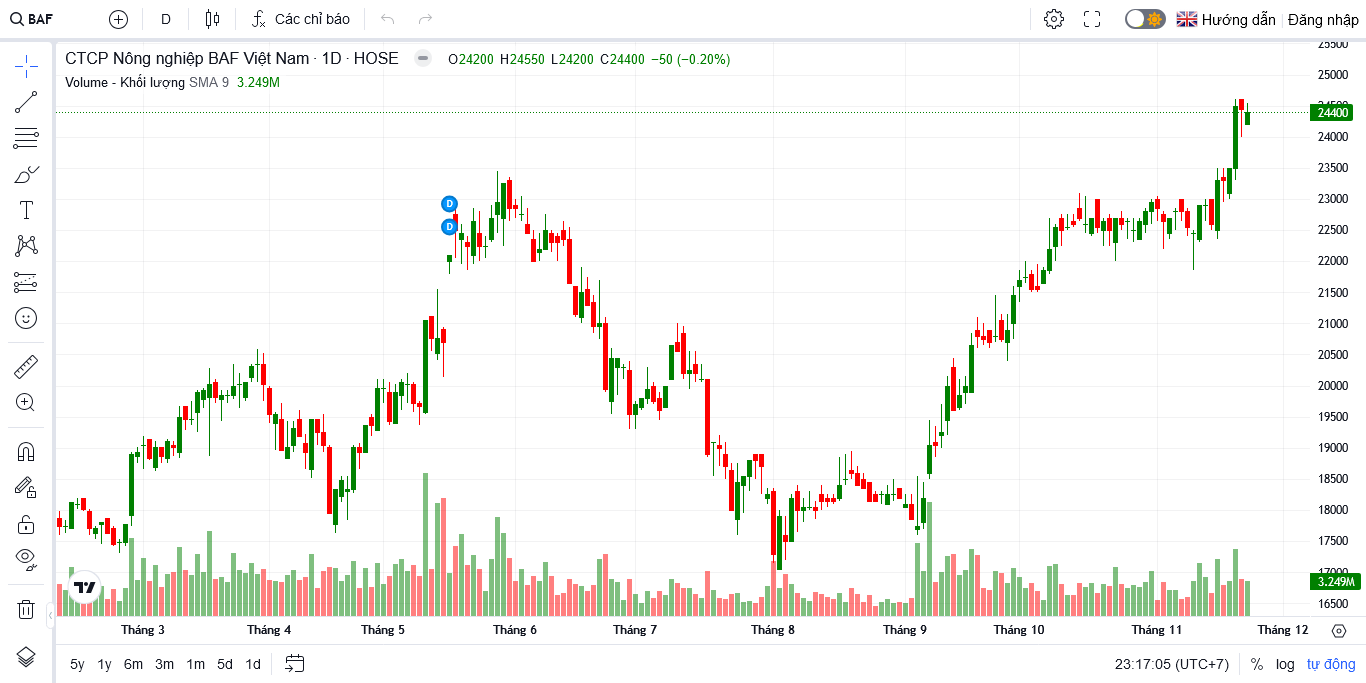 BAF D Các chỉ báo Hướng dẫn Đăng nhập
CTCP Nông nghiệp BAF Việt Nam · 1D · HOSE O24200 H24550 L24200 C24400 −50 (−0.20%)
Volume - Khối lượng SMA 9 3.249M
25500
25000
24500
24400
24000
23500
23000
22500
22000
21500
21000
20500
20000
19500
19000
18500
18000
17500
17000
3.249M
16500
D
D
Tháng 3 Tháng 4 Tháng 5 Tháng 6 Tháng 7 Tháng 8 Tháng 9 Tháng 10 Tháng 11 Tháng 12
5y 1y 6m 3m 1m 5d 1d 23:17:05 (UTC+7) % log tự động